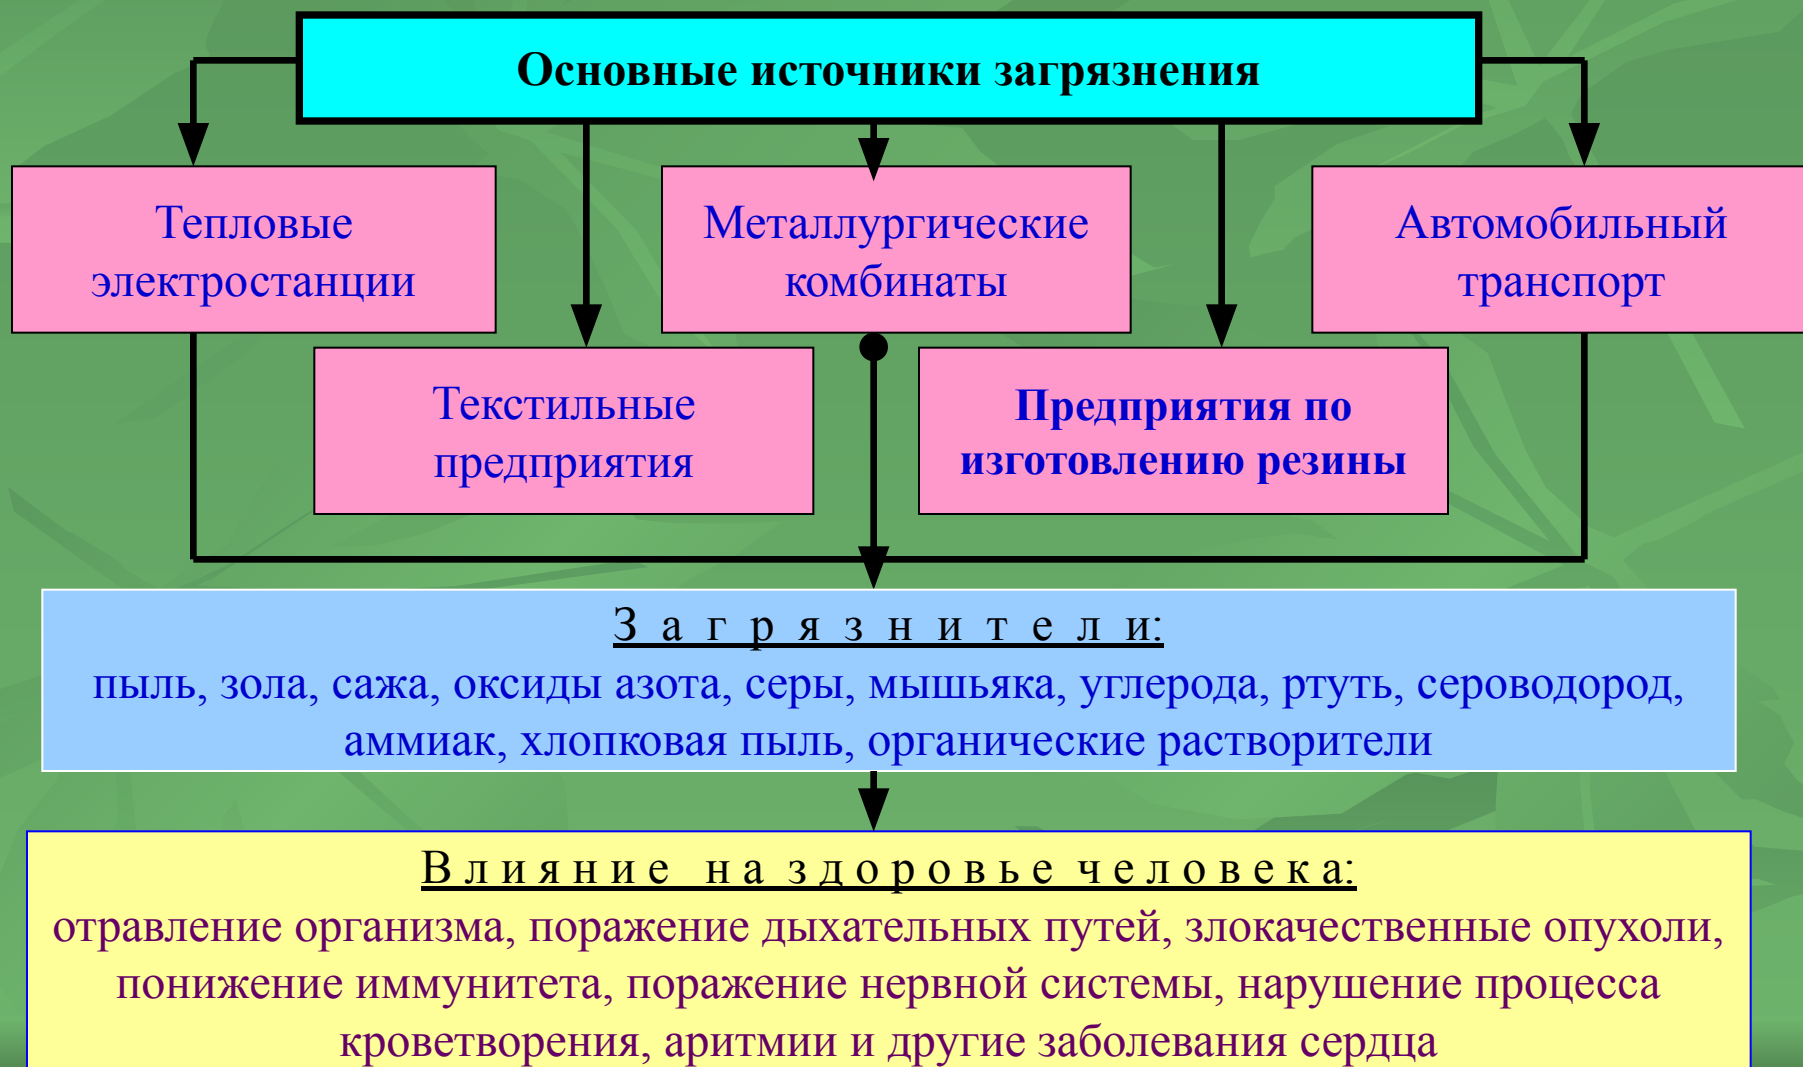 Основные источники загрязнения
Тепловые
электростанции
Металлургические
комбинаты
Автомобильный
транспорт
Текстильные
предприятия
Предприятия по
изготовлению резины
З а г р я з н и т е л и:
пыль, зола, сажа, оксиды азота, серы, мышьяка, углерода, ртуть, сероводород,
аммиак, хлопковая пыль, органические растворители
В л и я н и е н а з д о р о в ь е ч е л о в е к а:
отравление организма, поражение дыхательных путей, злокачественные опухоли,
понижение иммунитета, поражение нервной системы, нарушение процесса
кроветворения, аритмии и другие заболевания сердца